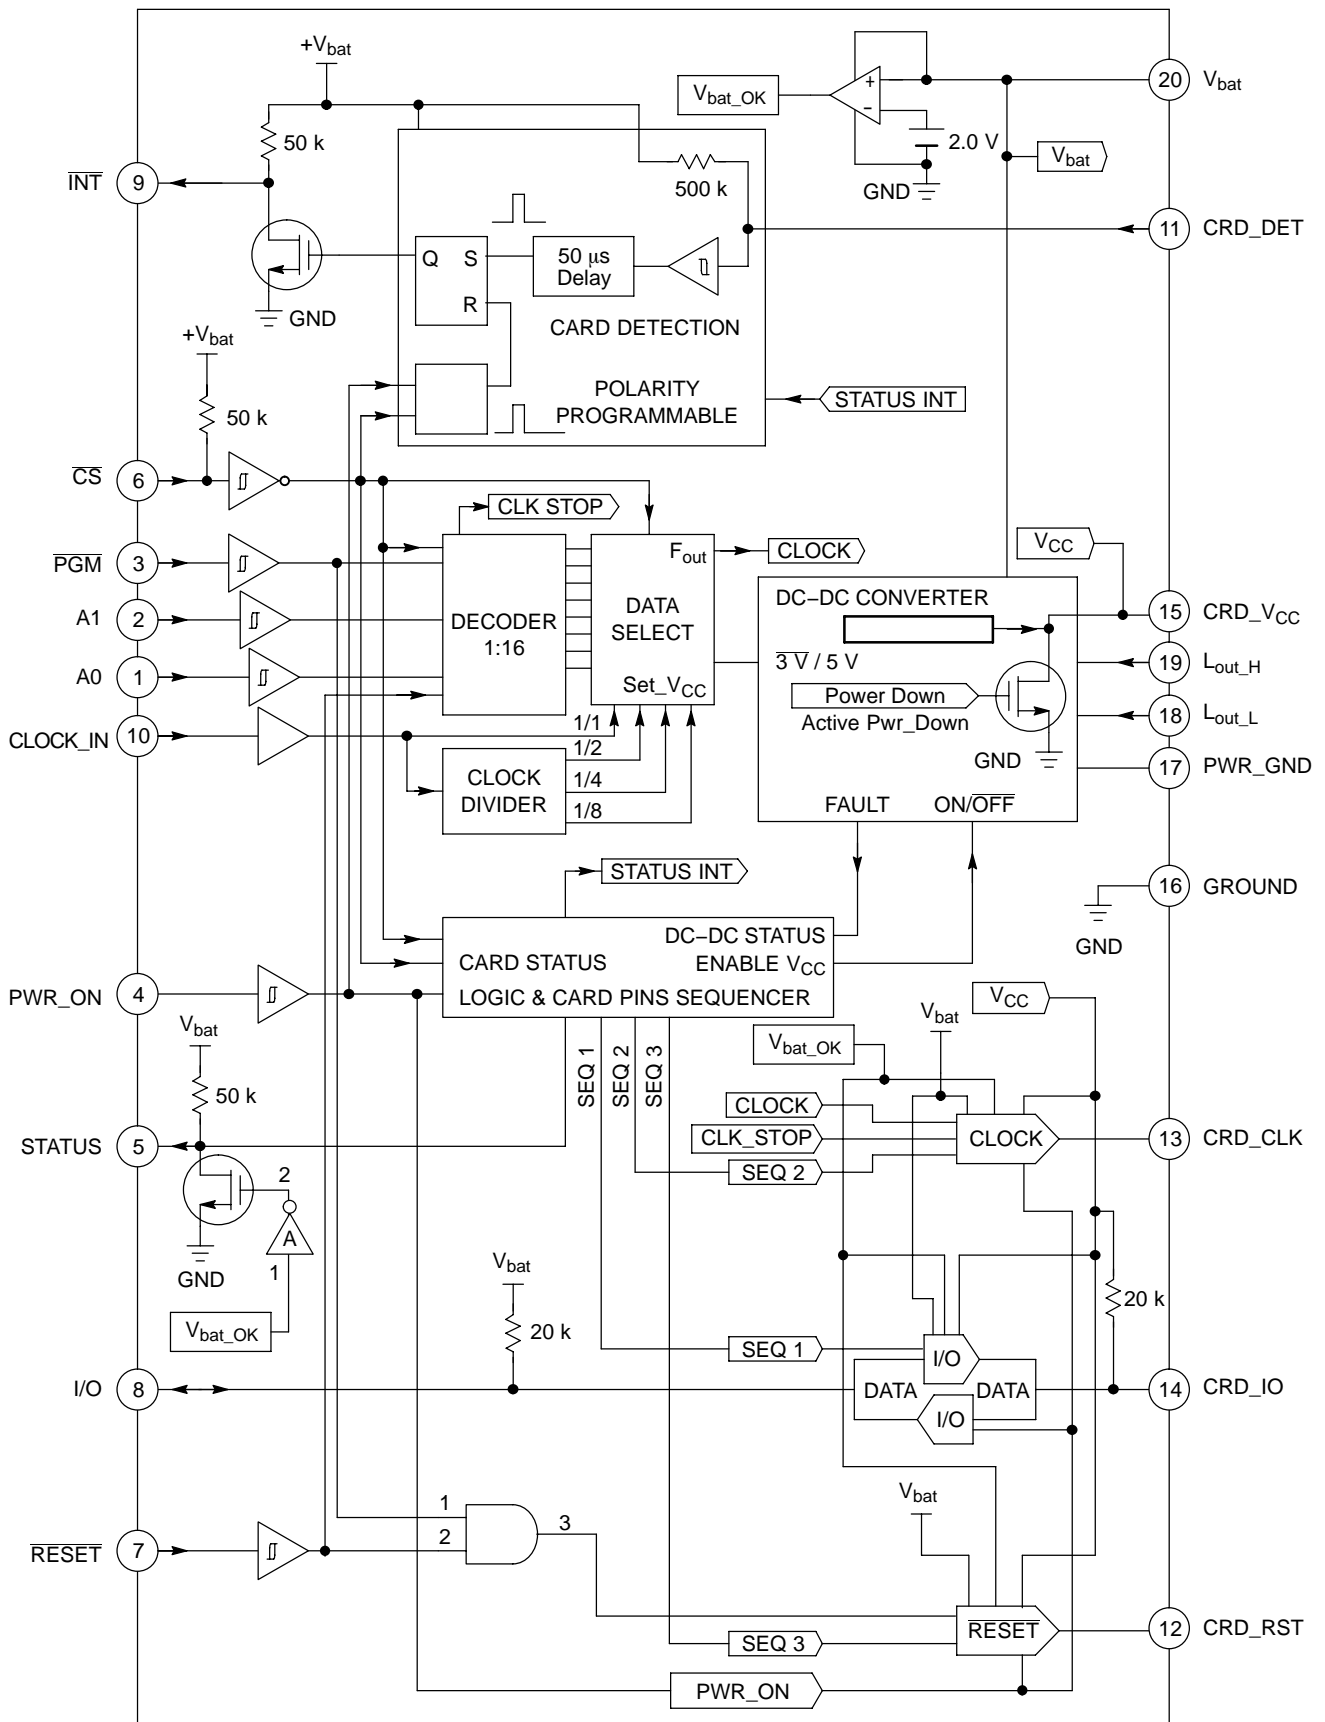 +Vbat
50 k
INT
9
GND
Vbat_OK
+
−
2.0 V
GND
20
Vbat
Vbat
500 k
11
CRD_DET
Q
S
R
50 µs
Delay
CARD DETECTION
POLARITY
PROGRAMMABLE
STATUS INT
+Vbat
50 k
CS
6
PGM
3
A1
2
A0
1
CLOCK_IN
10
CLK STOP
DECODER
1:16
Fout
DATA
SELECT
Set_VCC
CLOCK
1/1
1/2
1/4
1/8
CLOCK
DIVIDER
VCC
DC−DC CONVERTER
3 V / 5 V
Power Down
Active Pwr_Down
GND
FAULT
ON/OFF
15
CRD_VCC
19
Lout_H
18
Lout_L
17
PWR_GND
16
GROUND
GND
STATUS INT
DC−DC STATUS
CARD STATUS
ENABLE VCC
LOGIC & CARD PINS SEQUENCER
PWR_ON
4
SEQ 1
SEQ 2
SEQ 3
Vbat
50 k
STATUS
5
2
A
1
GND
Vbat_OK
Vbat_OK
Vbat
VCC
CLOCK
CLK_STOP
SEQ 2
CLOCK
13
CRD_CLK
Vbat
20 k
20 k
SEQ 1
I/O
I/O
8
DATA
DATA
I/O
14
CRD_IO
Vbat
1
2
3
RESET
7
RESET
SEQ 3
12
CRD_RST
PWR_ON